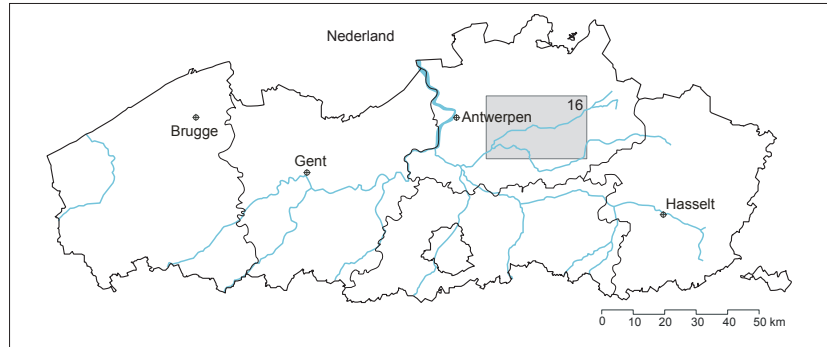 Nederland
16
Antwerpen
Brugge
Gent
Hasselt
0 10 20 30 40 50 km